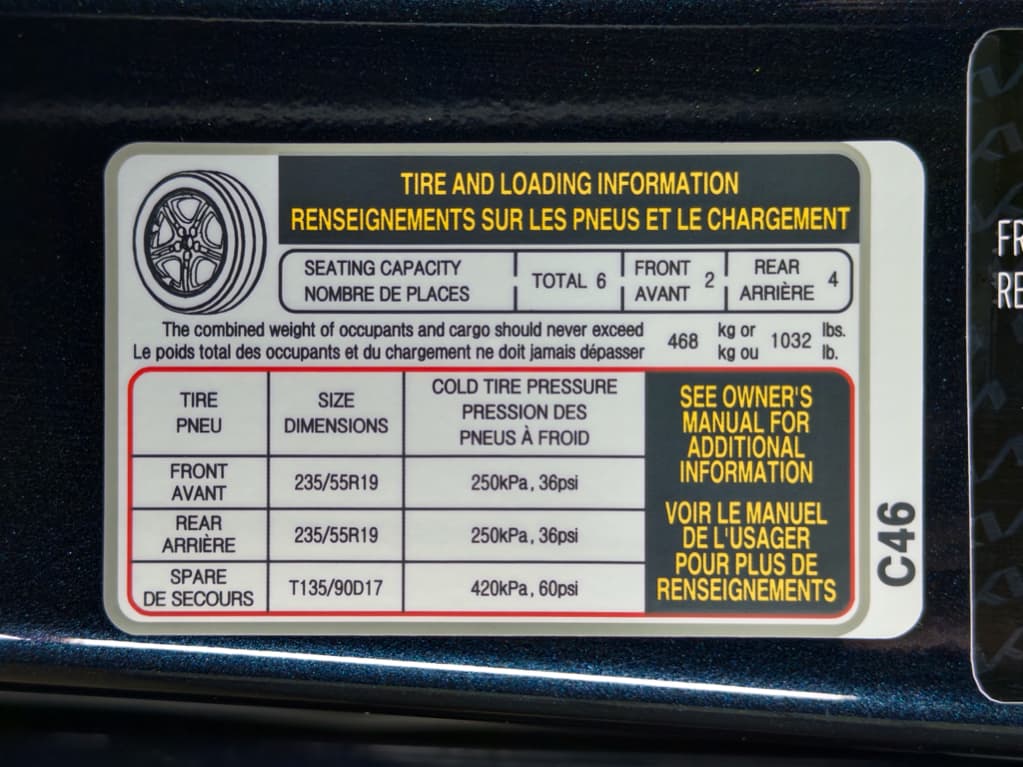 TIRE AND LOADING INFORMATION
RENSEIGNEMENTS SUR LES PNEUS ET LE CHARGEMENT
SEATING CAPACITY
NOMBRE DE PLACES
TOTAL 6
FRONT
AVANT
2
REAR
ARRIÈRE
4
The combined weight of occupants and cargo should never exceed
Le poids total des occupants et du chargement ne doit jamais dépasser
468
kg or
kg ou
1032
lbs.
lb.
TIRE
PNEU
SIZE
DIMENSIONS
COLD TIRE PRESSURE
PRESSION DES
PNEUS À FROID
FRONT
AVANT
235/55R19
250kPa, 36psi
REAR
ARRIÈRE
235/55R19
250kPa, 36psi
SPARE
DE SECOURS
T135/90D17
420kPa, 60psi
SEE OWNER'S
MANUAL FOR
ADDITIONAL
INFORMATION
VOIR LE MANUEL
DE L'USAGER
POUR PLUS DE
RENSEIGNEMENTS
C46
FR
RE